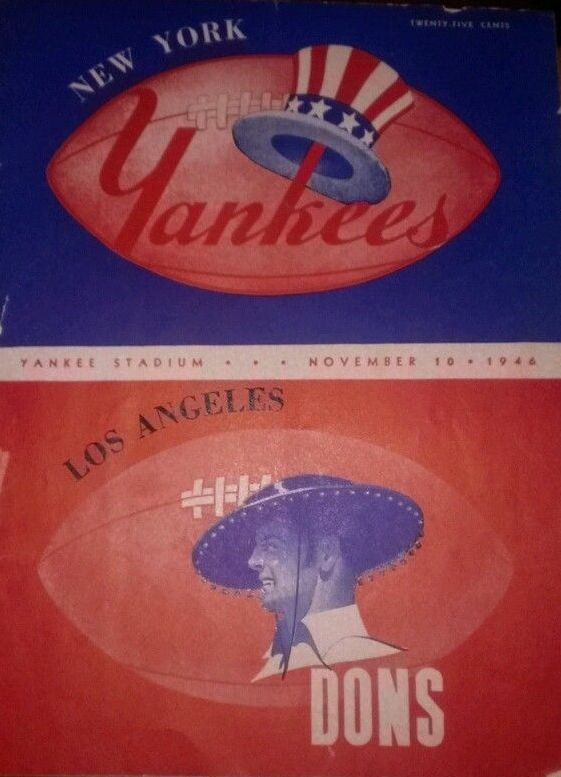 TWENTY-FIVE CENTS
NEW YORK
Yankees
YANKEE STADIUM • • • NOVEMBER 10 • 1946
LOS ANGELES
DONS